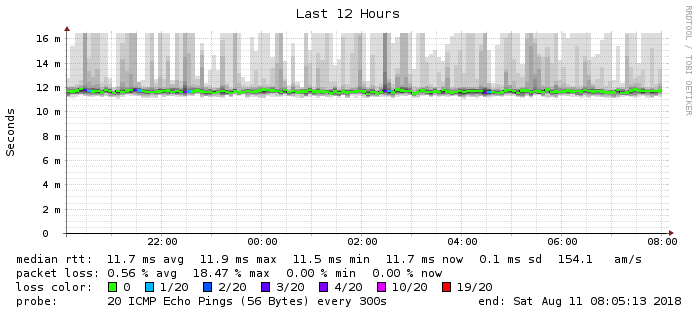 Last 12 Hours
RRDTOOL / TOBI OETIKER
Seconds
16 m
14 m
12 m
10 m
8 m
6 m
4 m
2 m
0
22:00 00:00 02:00 04:00 06:00 08:00
median rtt: 11.7 ms avg 11.9 ms max 11.5 ms min 11.7 ms now 0.1 ms sd 154.1 am/s
packet loss: 0.56 % avg 18.47 % max 0.00 % min 0.00 % now
loss color: 0 1/20 2/20 3/20 4/20 10/20 19/20
probe: 20 ICMP Echo Pings (56 Bytes) every 300s end: Sat Aug 11 08:05:13 2018